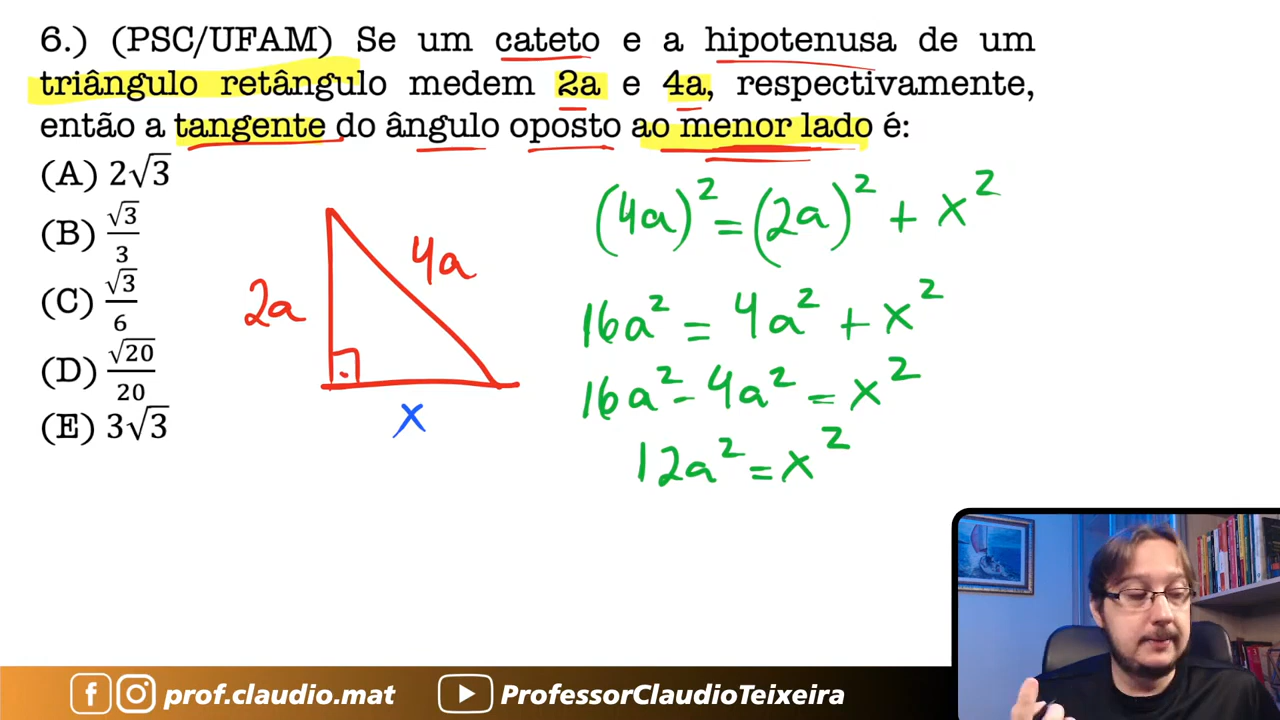 6.) (PSC/UFAM) Se um cateto e a hipotenusa de um
triângulo retângulo medem 2a e 4a, respectivamente,
então a tangente do ângulo oposto ao menor lado é:
(A) 2√3
(B) √3/3
(C) √3/6
(D) √20/20
(E) 3√3
2a
4a
x
(4a)² = (2a)² + x²
16a² = 4a² + x²
16a² - 4a² = x²
12a² = x²
prof.claudio.mat
ProfessorClaudioTeixeira